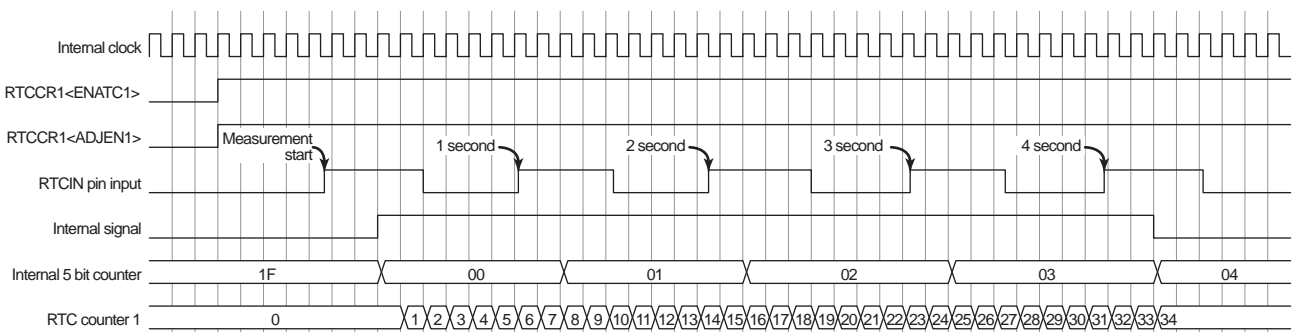 Internal clock
RTCCR1<ENATC1>
RTCCR1<ADJEN1>
Measurement start
1 second
2 second
3 second
4 second
RTCIN pin input
Internal signal
Internal 5 bit counter
1F 00 01 02 03 04
RTC counter 1
0 1 2 3 4 5 6 7 8 9 10 11 12 13 14 15 16 17 18 19 20 21 22 23 24 25 26 27 28 29 30 31 32 33 34